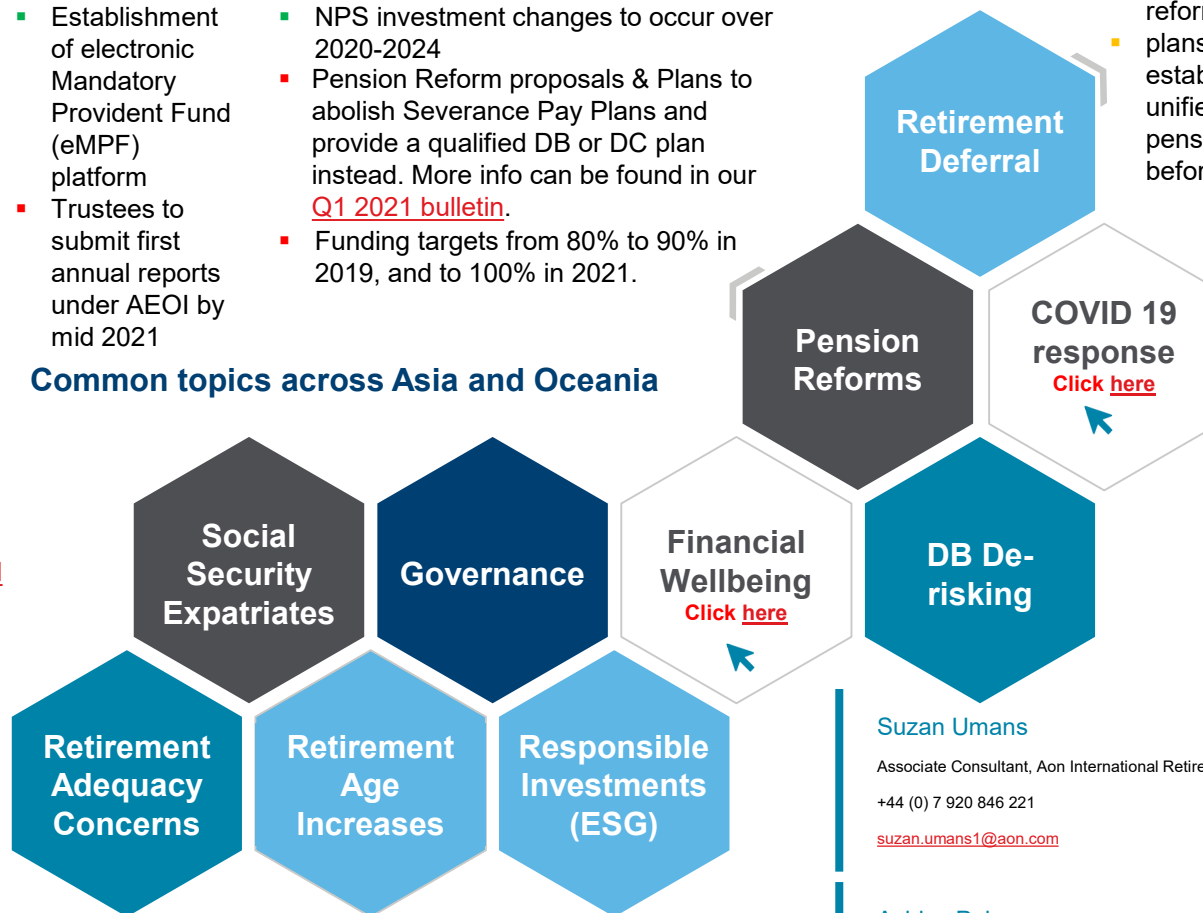 Establishment
of electronic
Mandatory
Provident Fund
(eMPF)
platform
Trustees to
submit first
annual reports
under AEOI by
mid 2021
NPS investment changes to occur over
2020-2024
Pension Reform proposals & Plans to
abolish Severance Pay Plans and
provide a qualified DB or DC plan
instead. More info can be found in our
Q1 2021 bulletin.
Funding targets from 80% to 90% in
2019, and to 100% in 2021.
plans
Retirement
Deferral
Pension
Reforms
COVID 19
response
Click here
Common topics across Asia and Oceania
Social
Security
Expatriates
Governance
Financial
Wellbeing
Click here
DB De-
risking
Retirement
Adequacy
Concerns
Retirement
Age
Increases
Responsible
Investments
(ESG)
Suzan Umans
Associate Consultant, Aon International
+44 (0) 7 920 846 221
suzan.umans1@aon.com